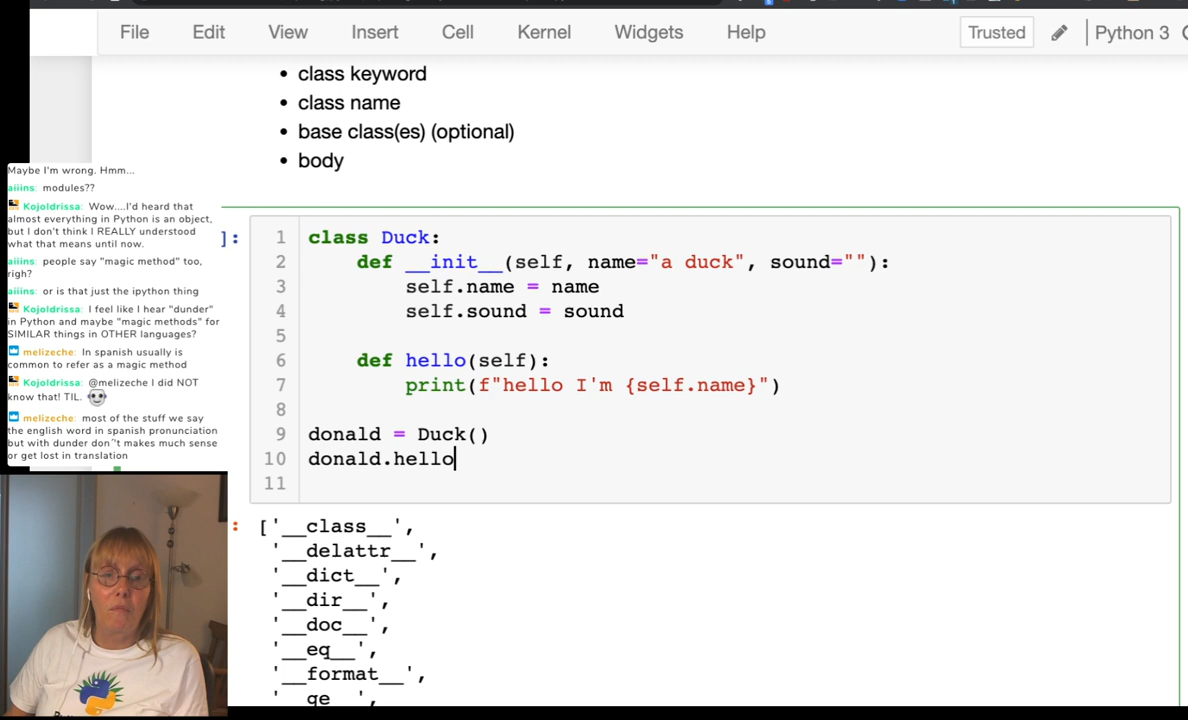 File Edit View Insert Cell Kernel Widgets Help Trusted Python 3
• class keyword
• class name
• base class(es) (optional)
• body
Maybe I'm wrong. Hmm...
aiiins: modules??
Kojoldrissa: Wow....I'd heard that
almost everything in Python is an object,
but I don't think I REALLY understood
what that means until now.
aiiins: people say "magic method" too,
righ?
aiiins: or is that just the ipython thing
Kojoldrissa: I feel like I hear "dunder"
in Python and maybe "magic methods" for
SIMILAR things in OTHER languages?
melizeche: In spanish usually is
common to refer as a magic method
Kojoldrissa: @melizeche I did NOT
know that! TIL.
melizeche: most of the stuff we say
the english word in spanish pronunciation
but with dunder don´'t makes much sense
or get lost in translation
]:
1 class Duck:
2     def __init__(self, name="a duck", sound=""):
3         self.name = name
4         self.sound = sound
5
6     def hello(self):
7         print(f"hello I'm {self.name}")
8
9 donald = Duck()
10 donald.hello
11
: ['__class__',
'__delattr__',
'__dict__',
'__dir__',
'__doc__',
'__eq__',
'__format__',
'__ge__',